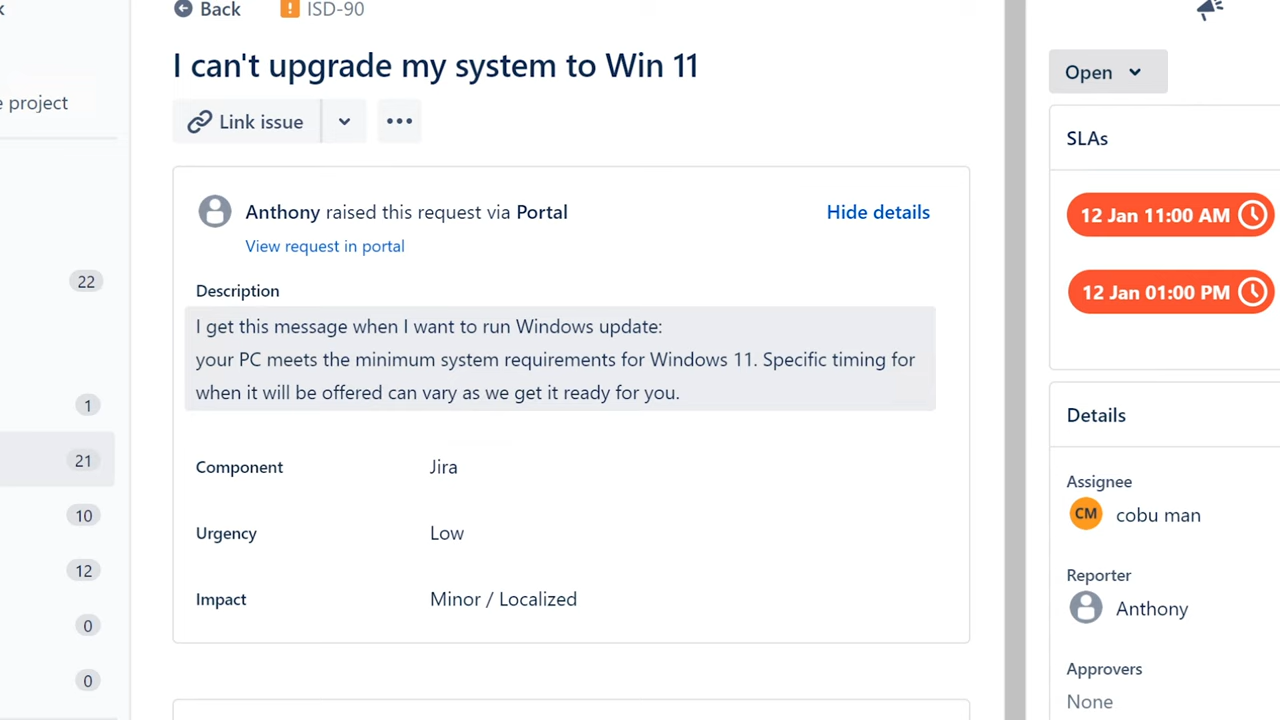 Back
ISD-90
I can't upgrade my system to Win 11
Link issue
project
22
1
21
10
12
0
0
Anthony raised this request via Portal
Hide details
View request in portal
Description
I get this message when I want to run Windows update:
your PC meets the minimum system requirements for Windows 11. Specific timing for
when it will be offered can vary as we get it ready for you.
Component
Jira
Urgency
Low
Impact
Minor / Localized
Open
SLAs
12 Jan 11:00 AM
12 Jan 01:00 PM
Details
Assignee
CM
cobu man
Reporter
Anthony
Approvers
None